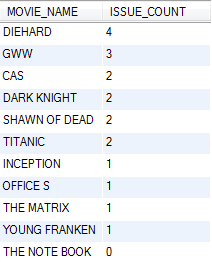 MOVIE_NAME ISSUE_COUNT
DIEHARD 4
GWW 3
CAS 2
DARK KNIGHT 2
SHAWN OF DEAD 2
TITANIC 2
INCEPTION 1
OFFICE S 1
THE MATRIX 1
YOUNG FRANKEN 1
THE NOTE BOOK 0